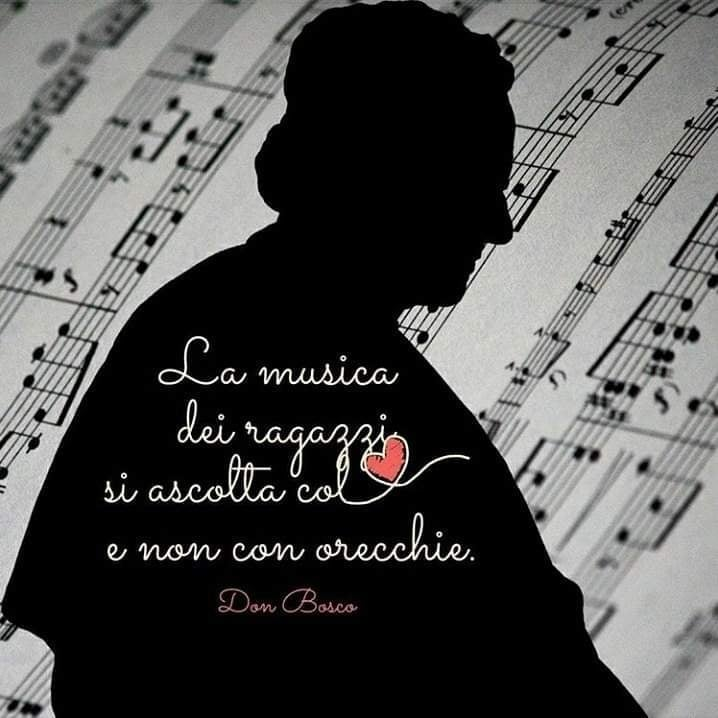 La musica
dei ragazzi
si ascolta col
e non con orecchie.
Don Bosco